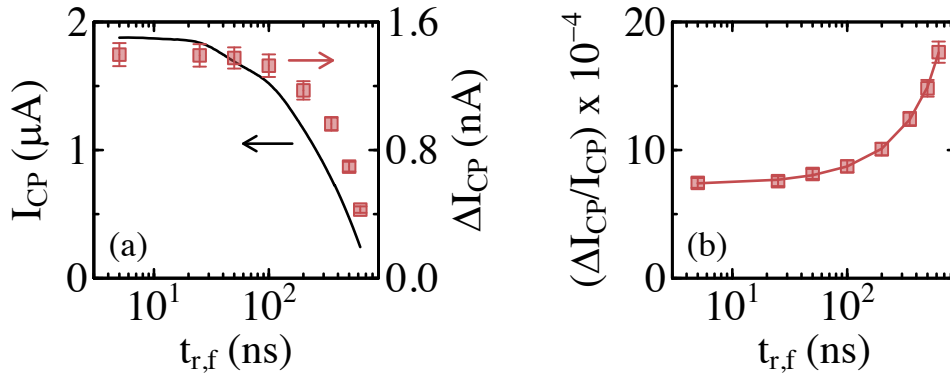 I_CP (μA)
2
1
0
(a)
10^1
10^2
t_r,f (ns)
1.6
0.8
0.0
ΔI_CP (nA)
(ΔI_CP/I_CP) x 10^-4
20
10
0
(b)
10^1
10^2
t_r,f (ns)